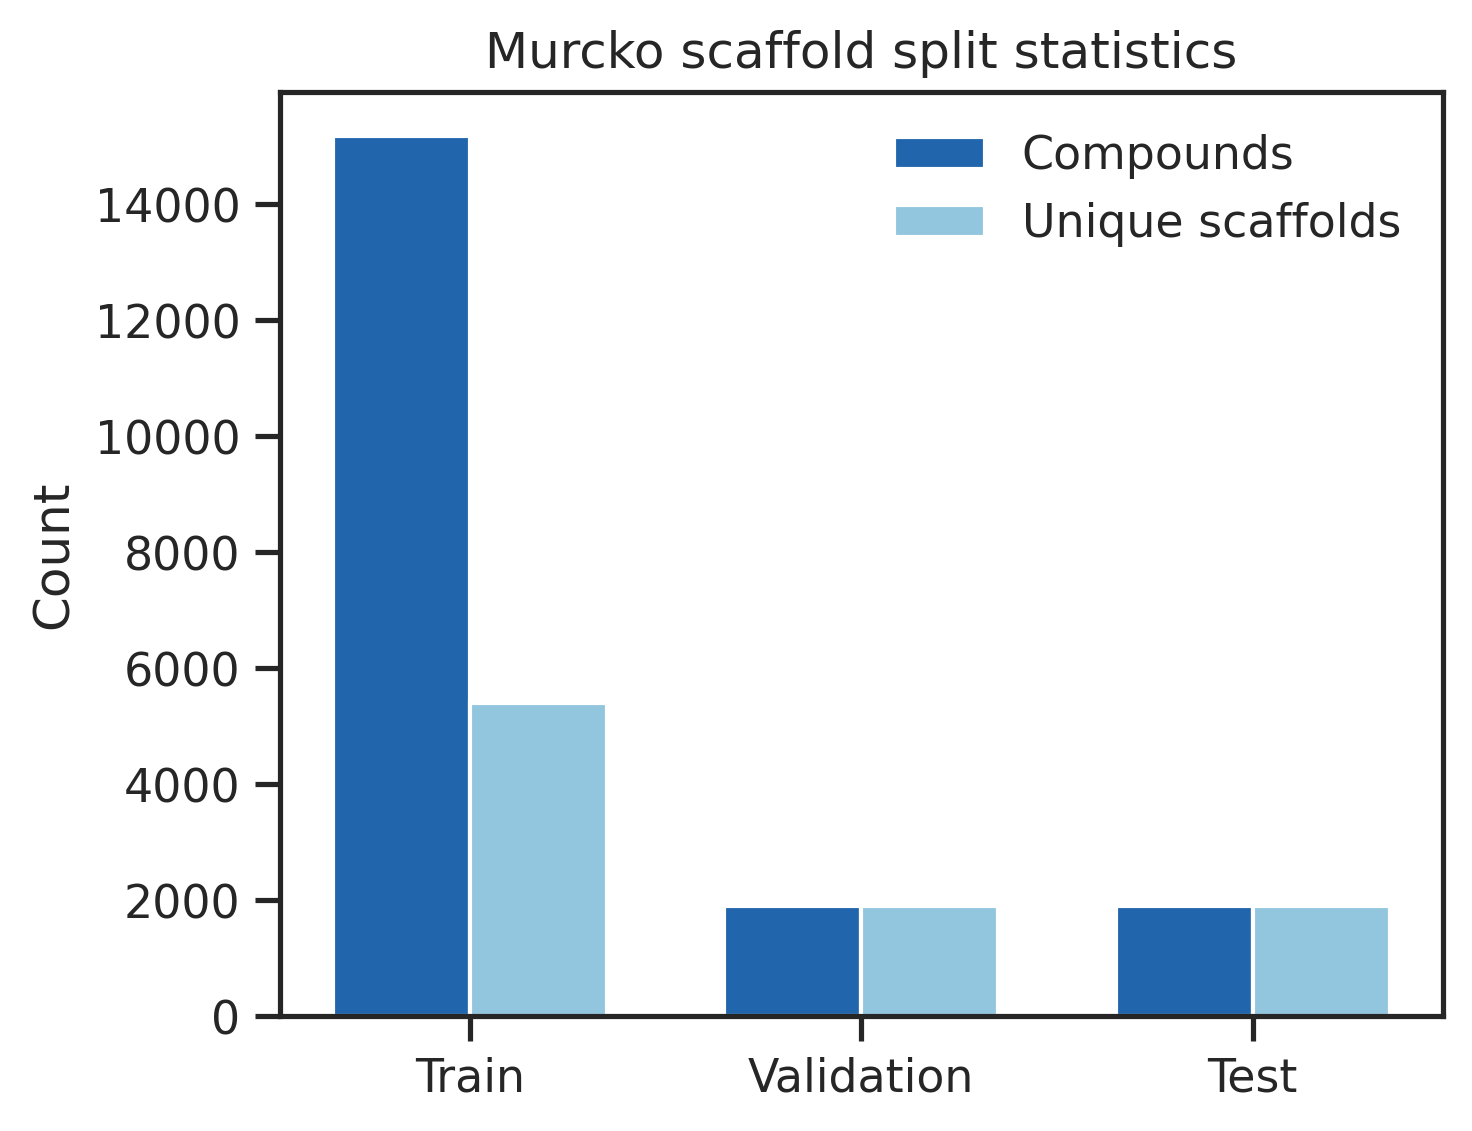 Murcko scaffold split statistics
Compounds
Unique scaffolds
14000
12000
10000
8000
6000
4000
2000
0
Count
Train
Validation
Test